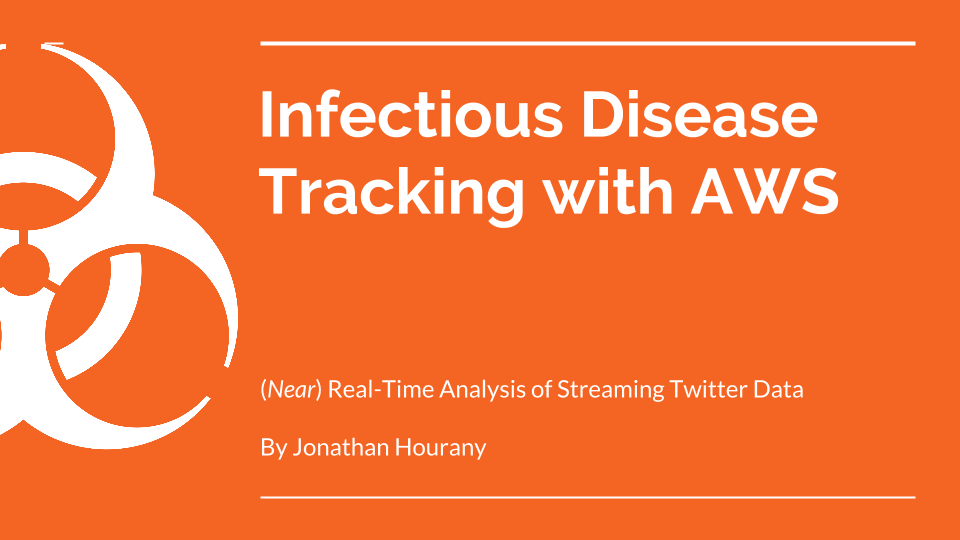 Infectious Disease
Tracking with AWS
(Near) Real-Time Analysis of Streaming Twitter Data
By Jonathan Hourany